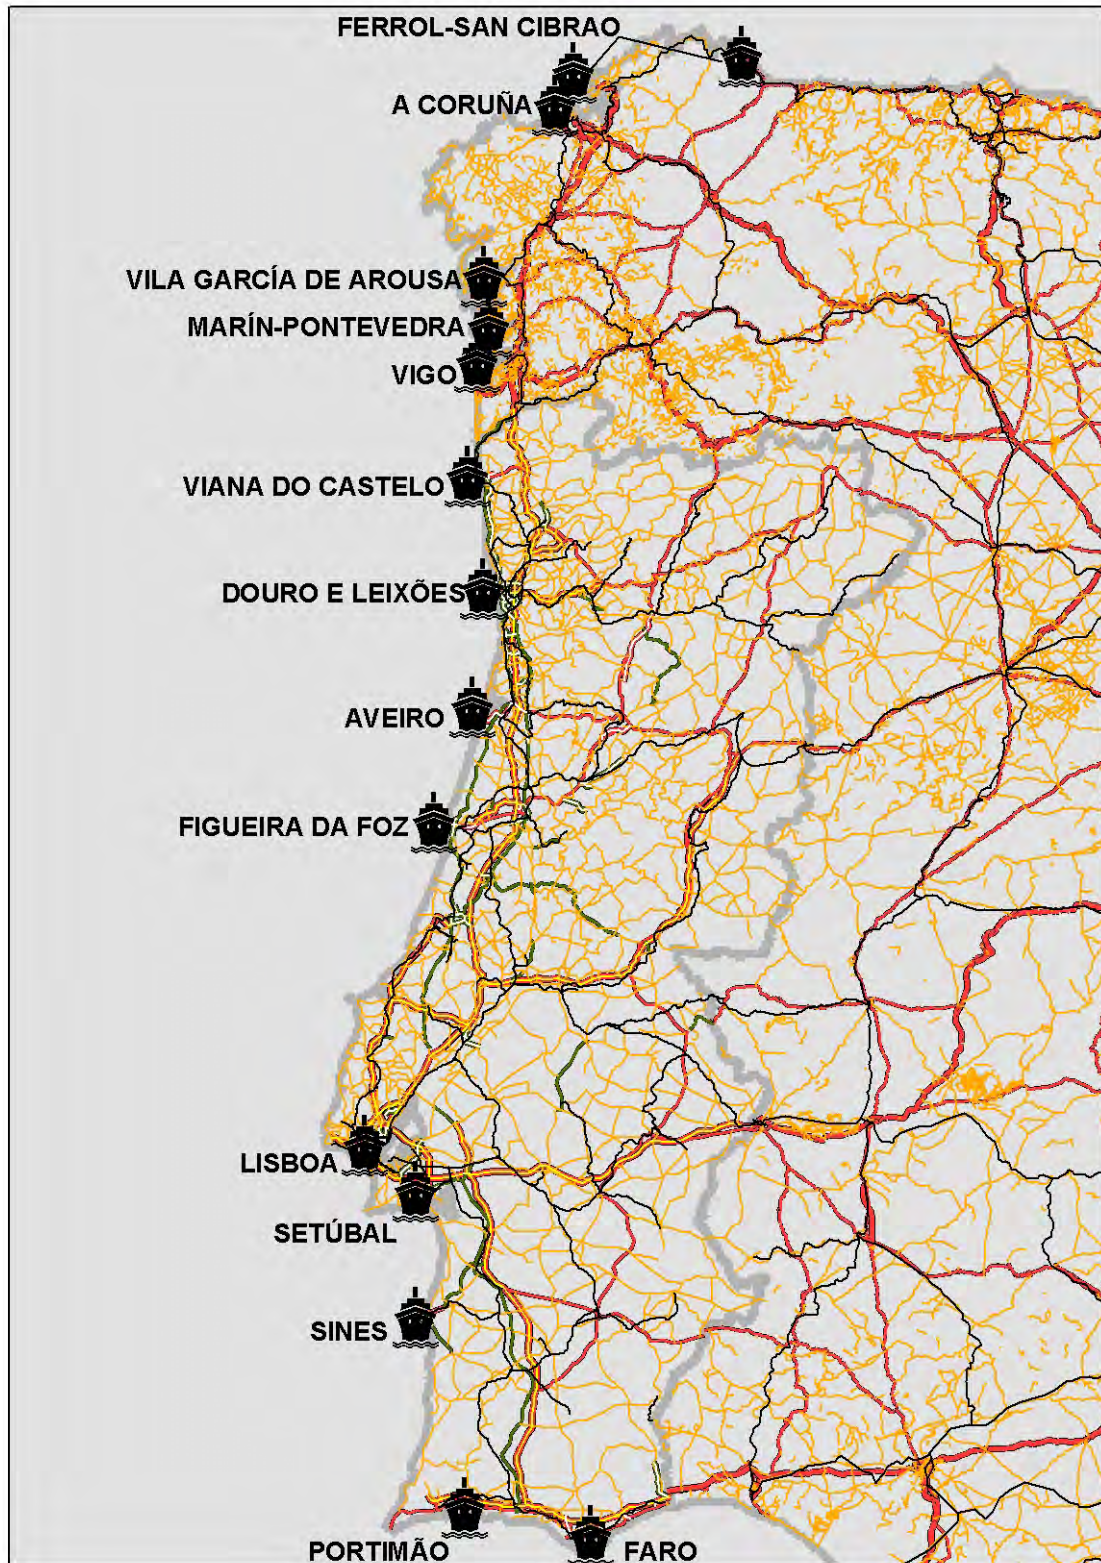 FERROL-SAN CIBRAO
A CORUÑA
VILA GARCÍA DE AROUSA
MARÍN-PONTEVEDRA
VIGO
VIANA DO CASTELO
DOURO E LEIXÕES
AVEIRO
FIGUEIRA DA FOZ
LISBOA
SETÚBAL
SINES
PORTIMÃO
FARO